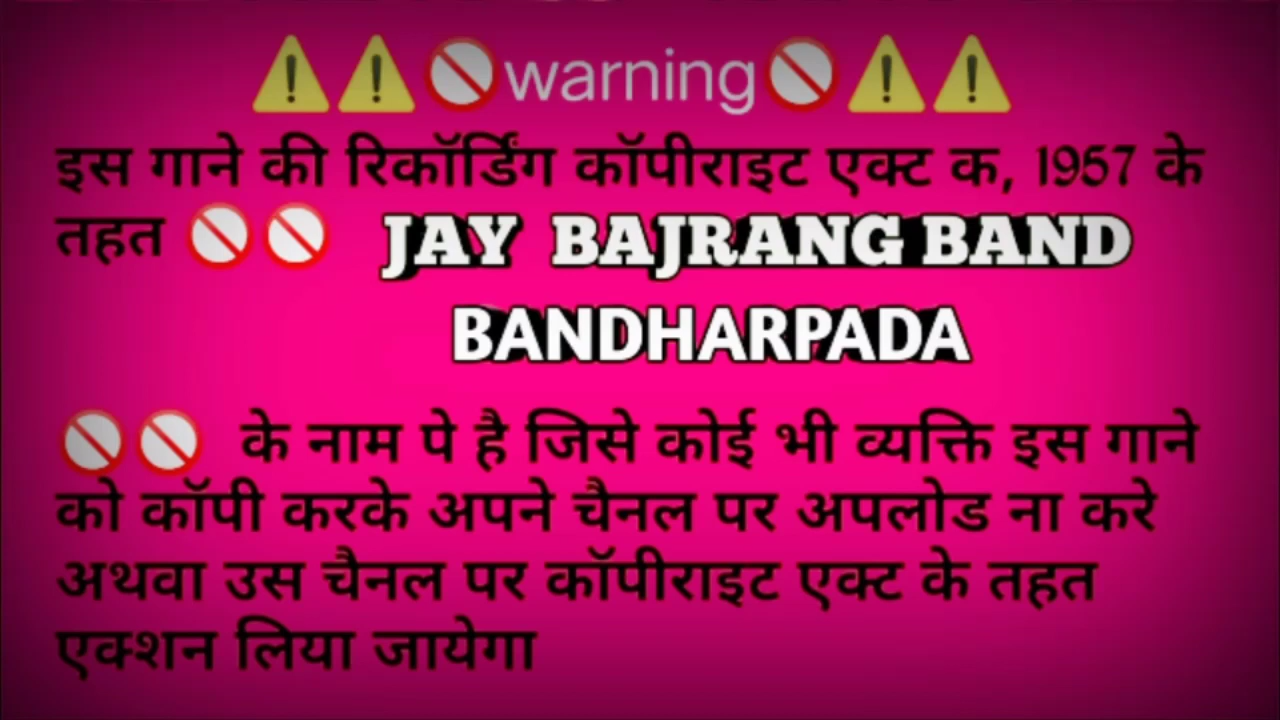 ⚠️⚠️🚫warning🚫⚠️⚠️
इस गाने की रिकॉर्डिंग कॉपीराइट एक्ट क, 1957 के
तहत 🚫🚫 JAY BAJRANG BAND
BANDHARPADA
🚫🚫 के नाम पे है जिसे कोई भी व्यक्ति इस गाने
को कॉपी करके अपने चैनल पर अपलोड ना करे
अथवा उस चैनल पर कॉपीराइट एक्ट के तहत
एक्शन लिया जायेगा